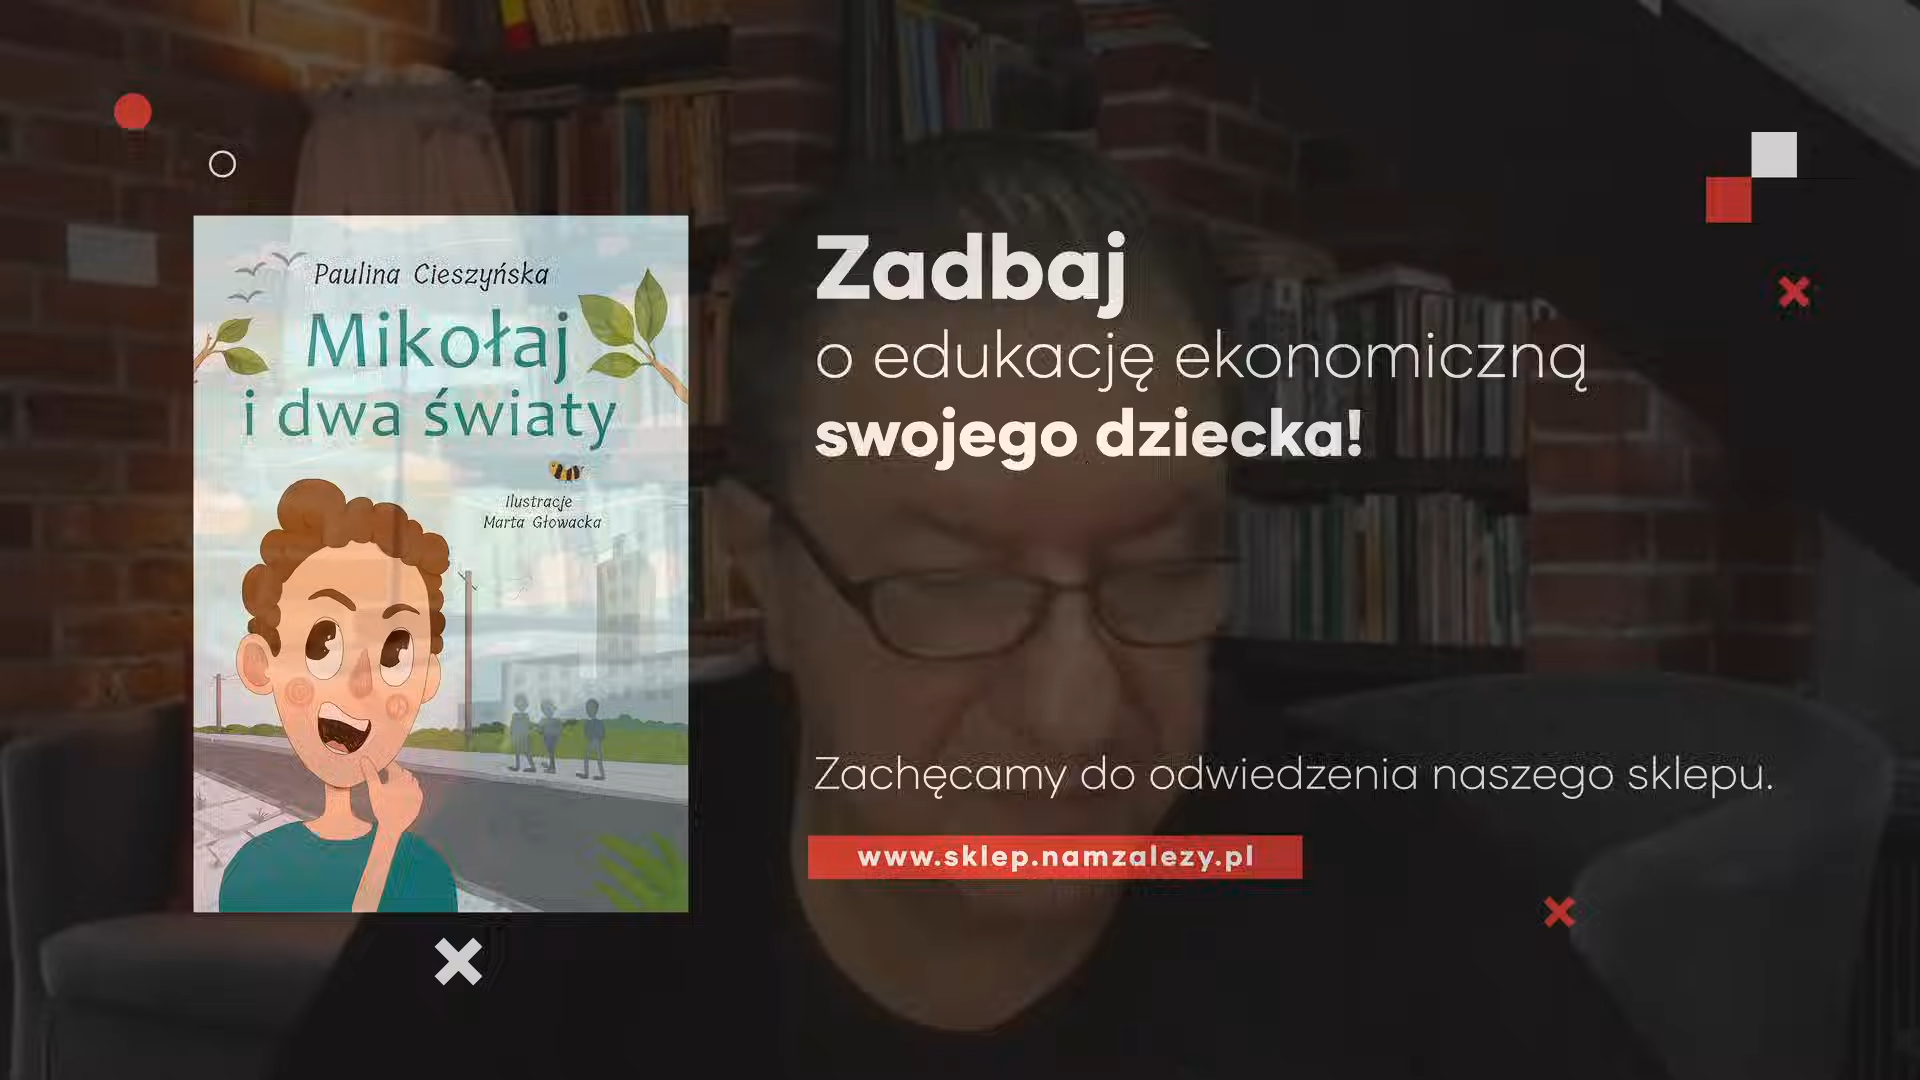 Paulina Cieszyńska
Mikołaj
i dwa światy
Ilustracje
Marta Głowacka
Zadbaj
o edukację ekonomiczną
swojego dziecka!
Zachęcamy do odwiedzenia naszego sklepu.
www.sklep.namzalezy.pl